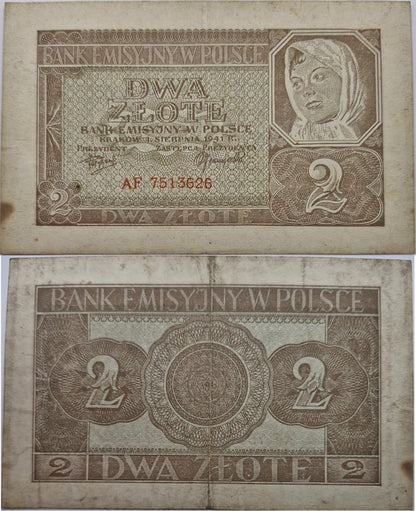 BANK EMISYJNY W POLSCE
DWA
ZŁOTE
BANK EMISYJNY W POLSCE
KRAKÓW 1. SIERPNIA 1941 R.
PREZYDENT ZASTĘPCA PREZYDENTA
AF 7513626
2
2
DWA ZŁOTE
BANK EMISYJNY W POLSCE
2
2
2
DWA ZŁOTE
2